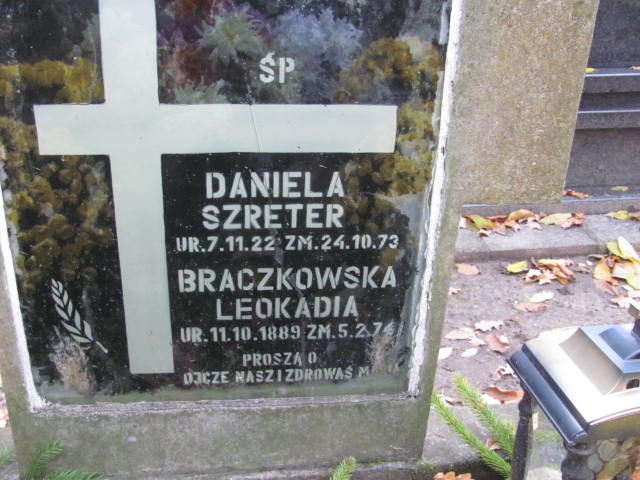 ŚP
DANIELA
SZRETER
UR.7.11.22 ZM.24.10.73
BRACZKOWSKA
LEOKADIA
UR.11.10.1889 ZM.5.2.74
PROSZĄ O
OJCZE NASZ I ZDROWAŚ